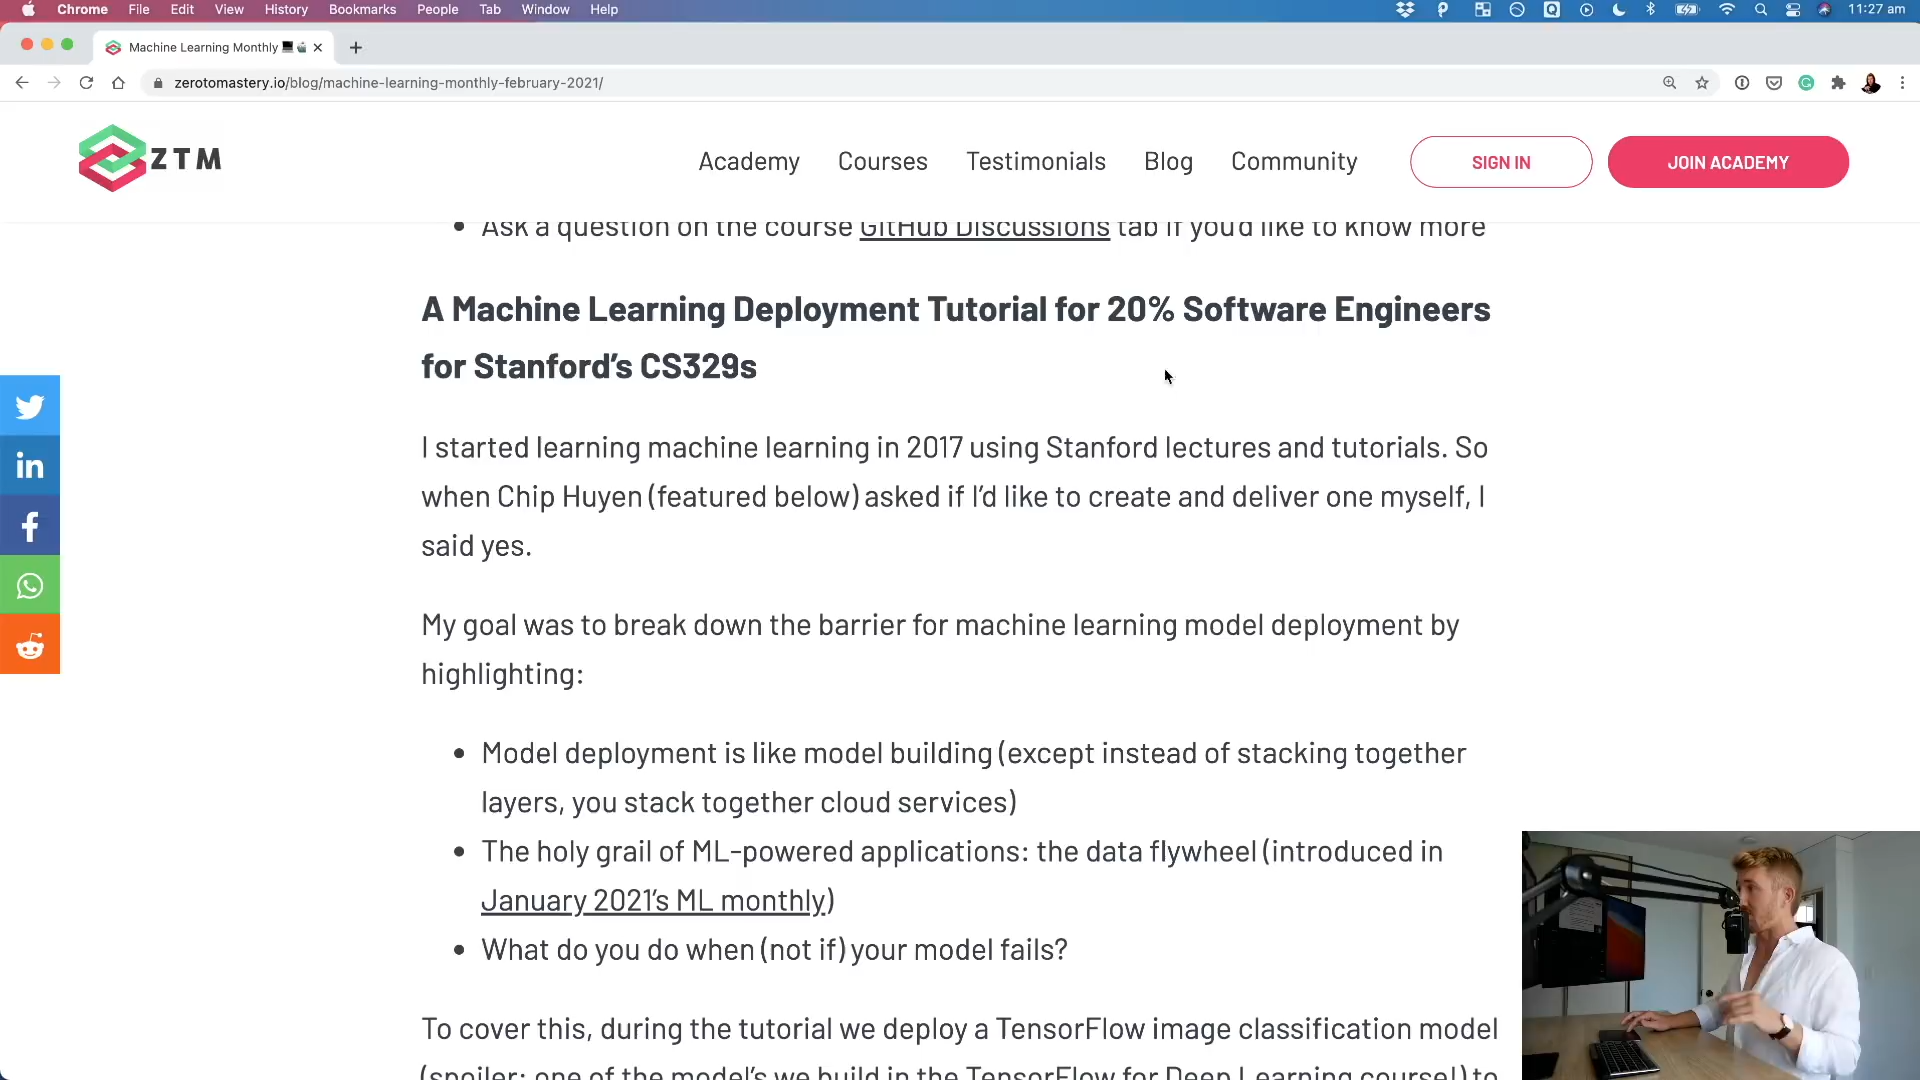 Chrome File Edit View History Bookmarks People Tab Window Help 11:27 am
Machine Learning Monthly
zerotomastery.io/blog/machine-learning-monthly-february-2021/
ZTM Academy Courses Testimonials Blog Community SIGN IN JOIN ACADEMY
Ask a question on the course GitHub Discussions tab if you'd like to know more
A Machine Learning Deployment Tutorial for 20% Software Engineers
for Stanford’s CS329s
I started learning machine learning in 2017 using Stanford lectures and tutorials. So
when Chip Huyen (featured below) asked if I’d like to create and deliver one myself, I
said yes.
My goal was to break down the barrier for machine learning model deployment by
highlighting:
Model deployment is like model building (except instead of stacking together
layers, you stack together cloud services)
The holy grail of ML-powered applications: the data flywheel (introduced in
January 2021’s ML monthly)
What do you do when (not if) your model fails?
To cover this, during the tutorial we deploy a TensorFlow image classification model
(spoiler: one of the model’s we build in the TensorFlow for Deep Learning course!) to